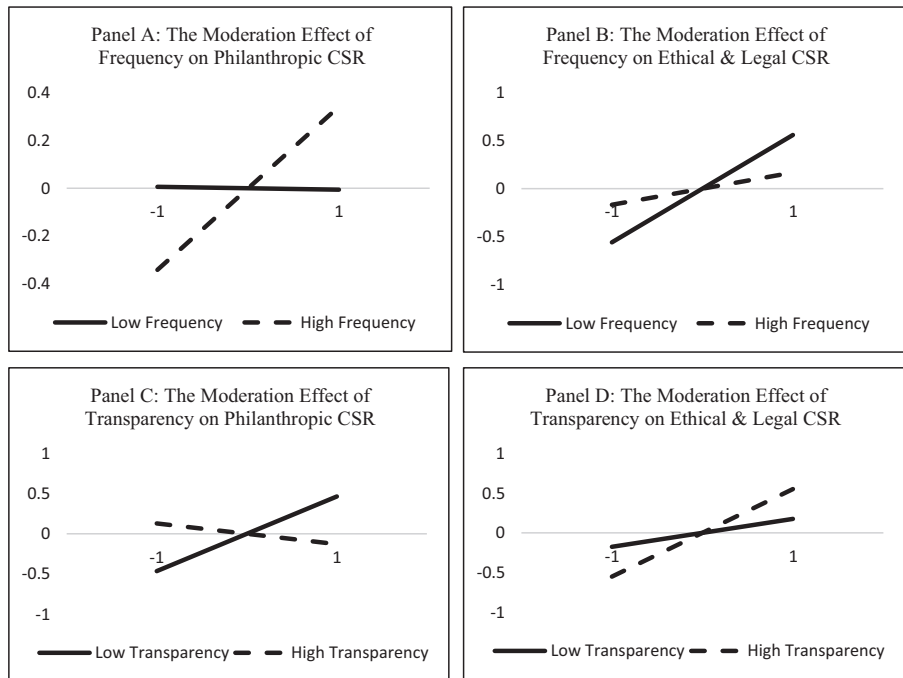 Panel A: The Moderation Effect of
Frequency on Philanthropic CSR
0.4
0.2
0
-0.2
-0.4
-1
1
Low Frequency
High Frequency
Panel B: The Moderation Effect of
Frequency on Ethical & Legal CSR
1
0.5
0
-0.5
-1
-1
1
Low Frequency
High Frequency
Panel C: The Moderation Effect of
Transparency on Philanthropic CSR
1
0.5
0
-0.5
-1
-1
1
Low Transparency
High Transparency
Panel D: The Moderation Effect of
Transparency on Ethical & Legal CSR
1
0.5
0
-0.5
-1
-1
1
Low Transparency
High Transparency